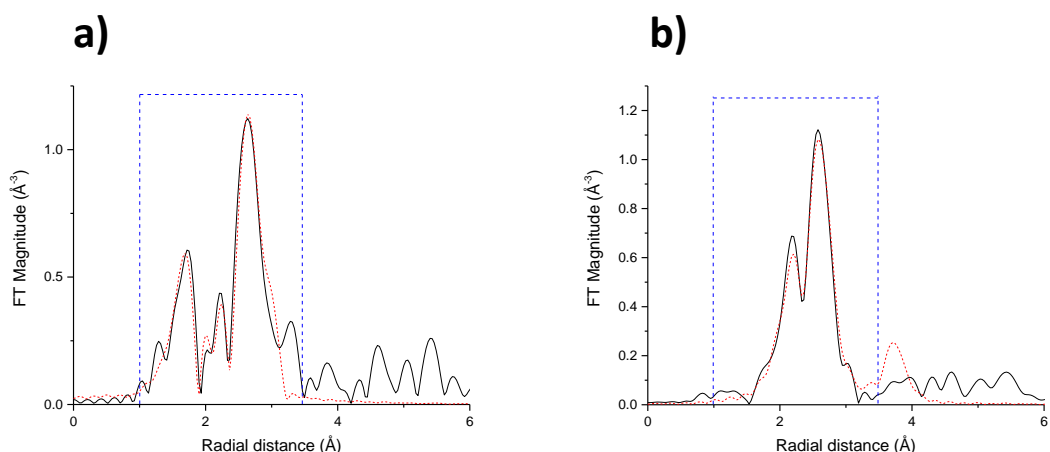 a)
FT Magnitude (Å⁻³)
1.0
0.5
0.0
0 2 4 6
Radial distance (Å)
b)
FT Magnitude (Å⁻³)
1.2
1.0
0.8
0.6
0.4
0.2
0.0
0 2 4 6
Radial distance (Å)